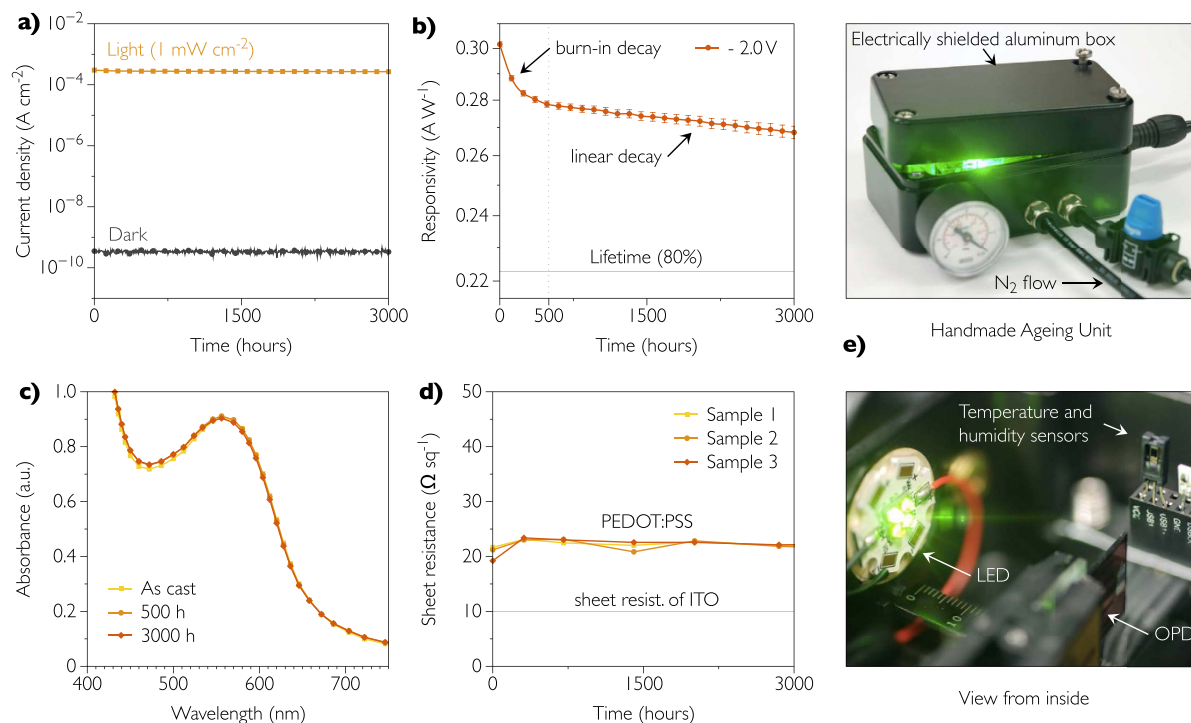 a)
Current density (A cm⁻²)
10⁻²
10⁻⁴
10⁻⁶
10⁻⁸
10⁻¹⁰
Light (1 mW cm⁻²)
Dark
0
1500
3000
Time (hours)
b)
Responsivity (A W⁻¹)
0.30
0.28
0.26
0.24
0.22
burn-in decay
- 2.0 V
linear decay
Lifetime (80%)
0
500
1500
3000
Time (hours)
Electrically shielded aluminum box
N₂ flow
Handmade Ageing Unit
c)
Absorbance (a.u.)
1.0
0.8
0.6
0.4
0.2
0
As cast
500 h
3000 h
400
500
600
700
Wavelength (nm)
d)
Sheet resistance (Ω sq⁻¹)
50
40
30
20
10
0
Sample 1
Sample 2
Sample 3
PEDOT:PSS
sheet resist. of ITO
0
1500
3000
Time (hours)
e)
Temperature and
humidity sensors
LED
OPD
0
10
View from inside